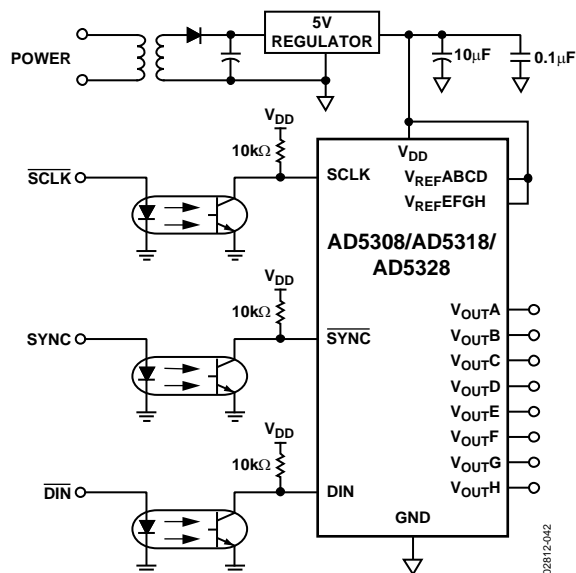 5V
REGULATOR
POWER
10μF
0.1μF
VDD
10kΩ
SCLK
SCLK
VDD
VREFABCD
VREFEFGH
AD5308/AD5318/
AD5328
VDD
10kΩ
SYNC
SYNC
VOUTA
VOUTB
VOUTC
VOUTD
VOUTE
VOUTF
VOUTG
VOUTH
VDD
10kΩ
DIN
DIN
GND
02812-042